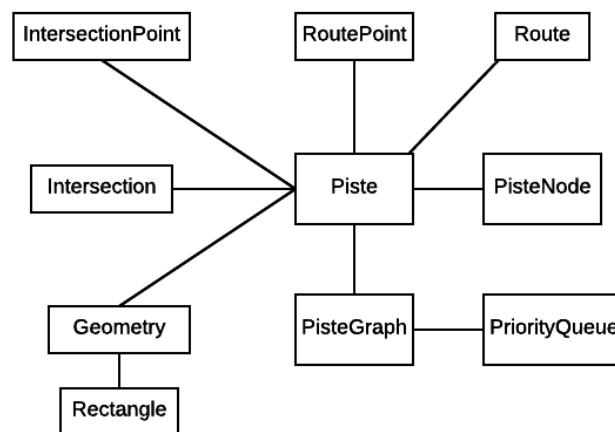 IntersectionPoint
RoutePoint
Route
Intersection
Piste
PisteNode
Geometry
PisteGraph
PriorityQueue
Rectangle